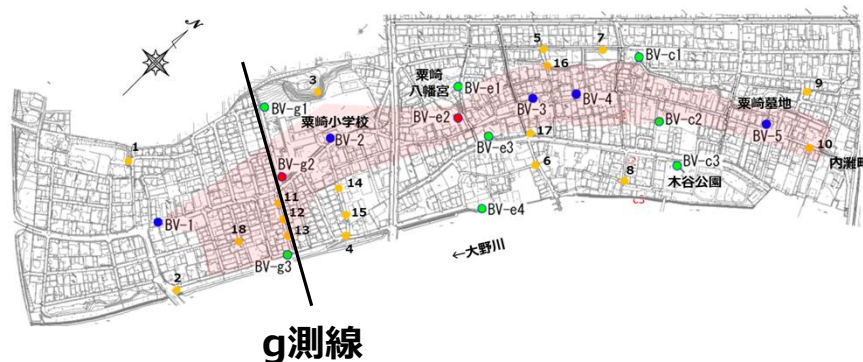 N
5
7
BV-c1
16
粟崎
八幡宮
BV-e1
3
BV-g1
BV-3
BV-4
9
粟崎小学校
BV-2
BV-e2
BV-c2
粟崎墓地
BV-5
1
17
BV-e3
10
BV-g2
6
BV-c3
内灘町
14
8
木谷公園
11
BV-1
12
15
BV-e4
18
13
4
BV-g3
←大野川
2
g測線